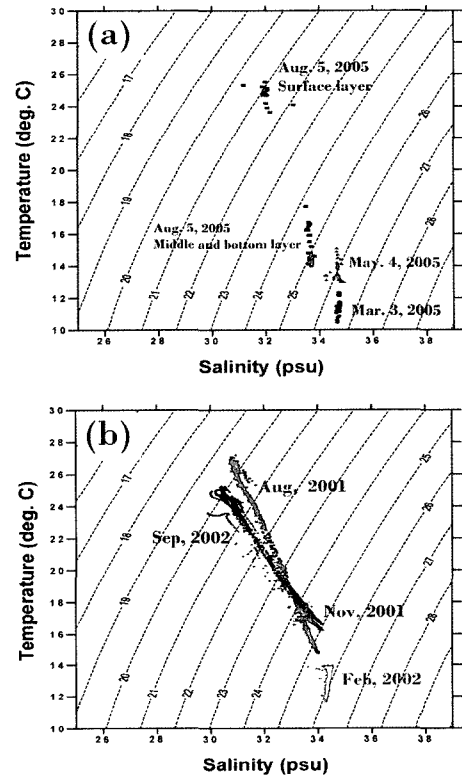 (a)
Temperature (deg. C)
30
28
26
24
22
20
18
16
14
12
10
17
18
19
20
21
22
23
24
25
26
27
28
Aug. 5, 2005
Surface layer
Aug. 5, 2005
Middle and bottom layer
May. 4, 2005
Mar. 3, 2005
26 28 30 32 34 36 38
Salinity (psu)
(b)
Temperature (deg. C)
30
28
26
24
22
20
18
16
14
12
10
17
18
19
20
21
22
23
24
25
26
27
28
Aug, 2001
Sep, 2002
Nov, 2001
Feb, 2002
26 28 30 32 34 36 38
Salinity (psu)